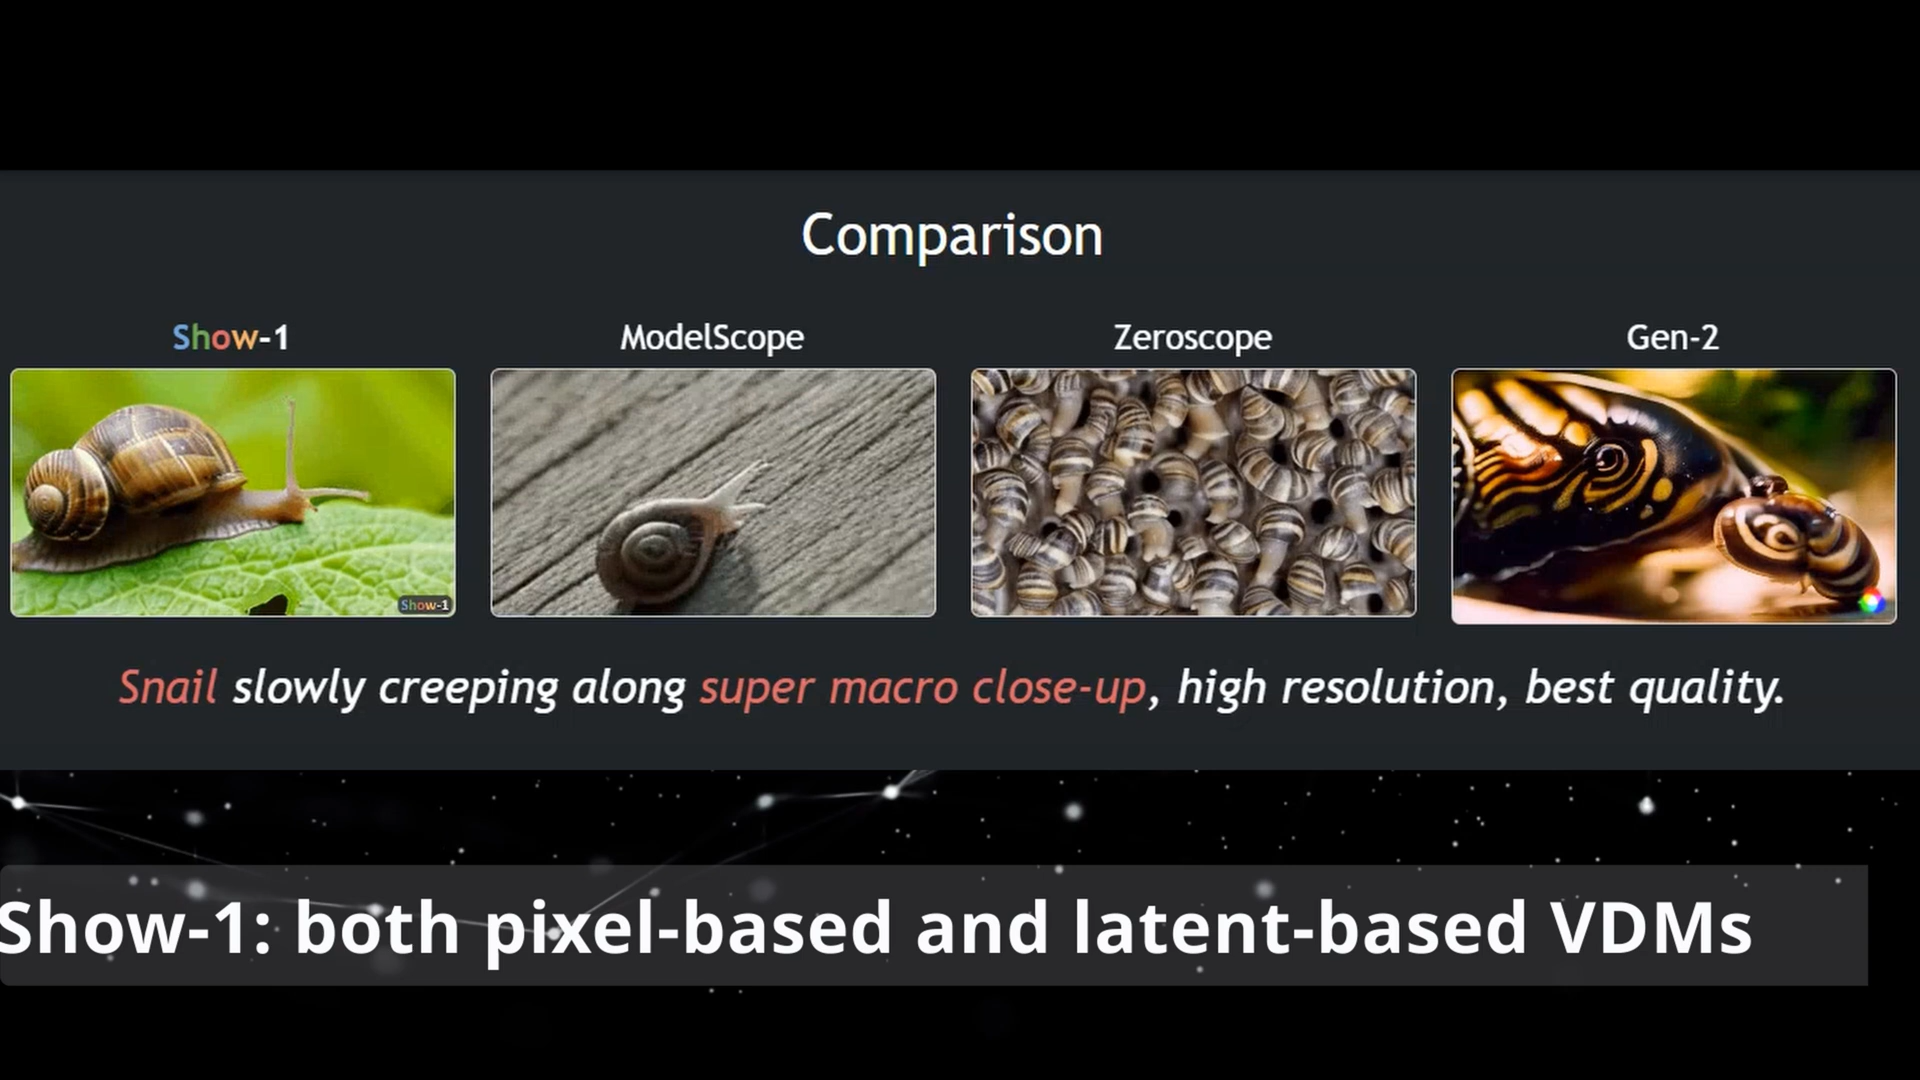 Comparison
Show-1 ModelScope Zeroscope Gen-2
Show-1
Snail slowly creeping along super macro close-up, high resolution, best quality.
Show-1: both pixel-based and latent-based VDMs